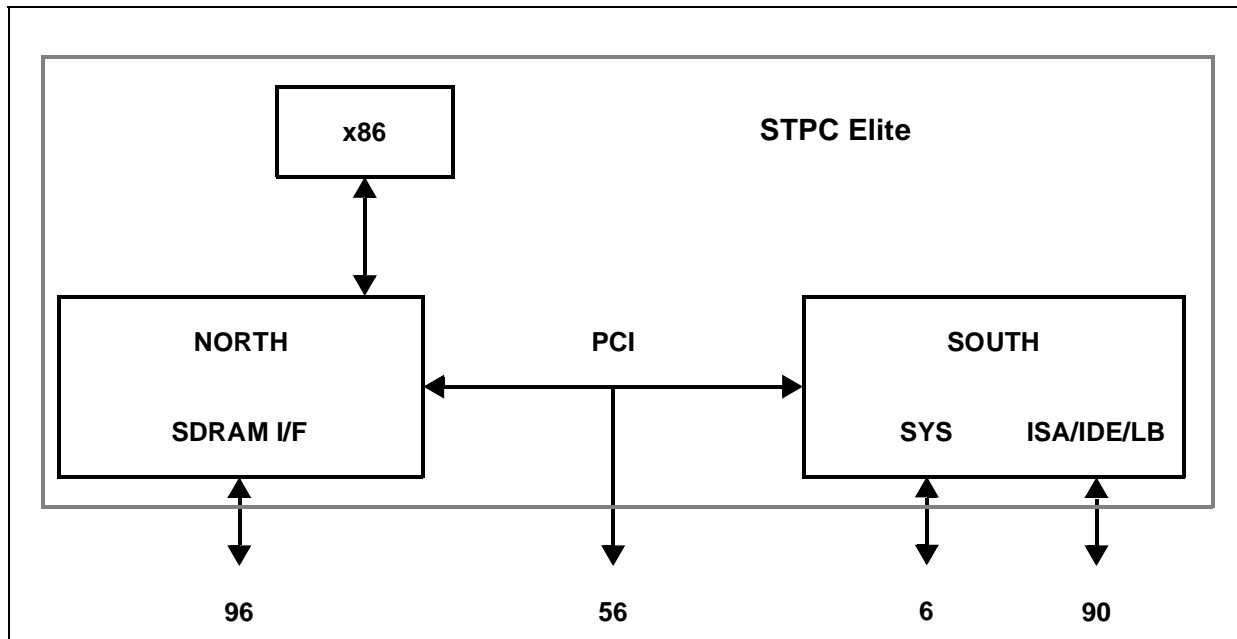 x86
STPC Elite
NORTH
PCI
SOUTH
SDRAM I/F
SYS
ISA/IDE/LB
96
56
6
90